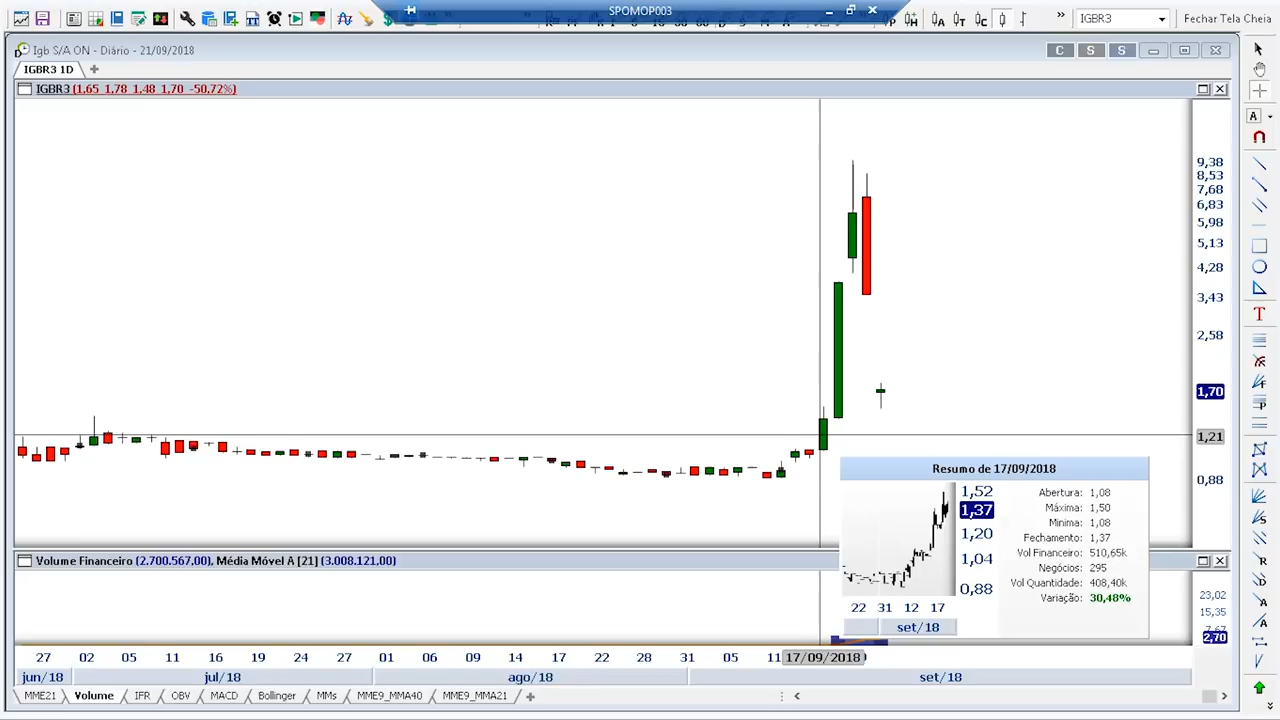 SPOMOP003
IGBR3
Fechar Tela Cheia
Igb S/A ON - Diário - 21/09/2018
C S S
IGBR3 1D
IGBR3 (1,65 1,78 1,48 1,70 -50,72%)
9,38
8,53
7,68
6,83
5,98
5,13
4,28
3,43
2,58
1,70
1,21
0,88
Resumo de 17/09/2018
1,52
1,37
1,20
1,04
0,88
22 31 12 17
set/18
Abertura: 1,08
Máxima: 1,50
Minima: 1,08
Fechamento: 1,37
Vol Financeiro: 510,65k
Negócios: 295
Vol Quantidade: 408,40k
Variação: 30,48%
Volume Financeiro (2.700.567,00), Média Móvel A [21] (3.008.121,00)
23,02
15,35
7,67
2,70
27 02 05 11 16 19 24 27 01 06 09 14 17 22 28 31 05 11 17/09/2018
jun/18 jul/18 ago/18 set/18
MME21 Volume IFR OBV MACD Bollinger MMs MME9_MMA40 MME9_MMA21